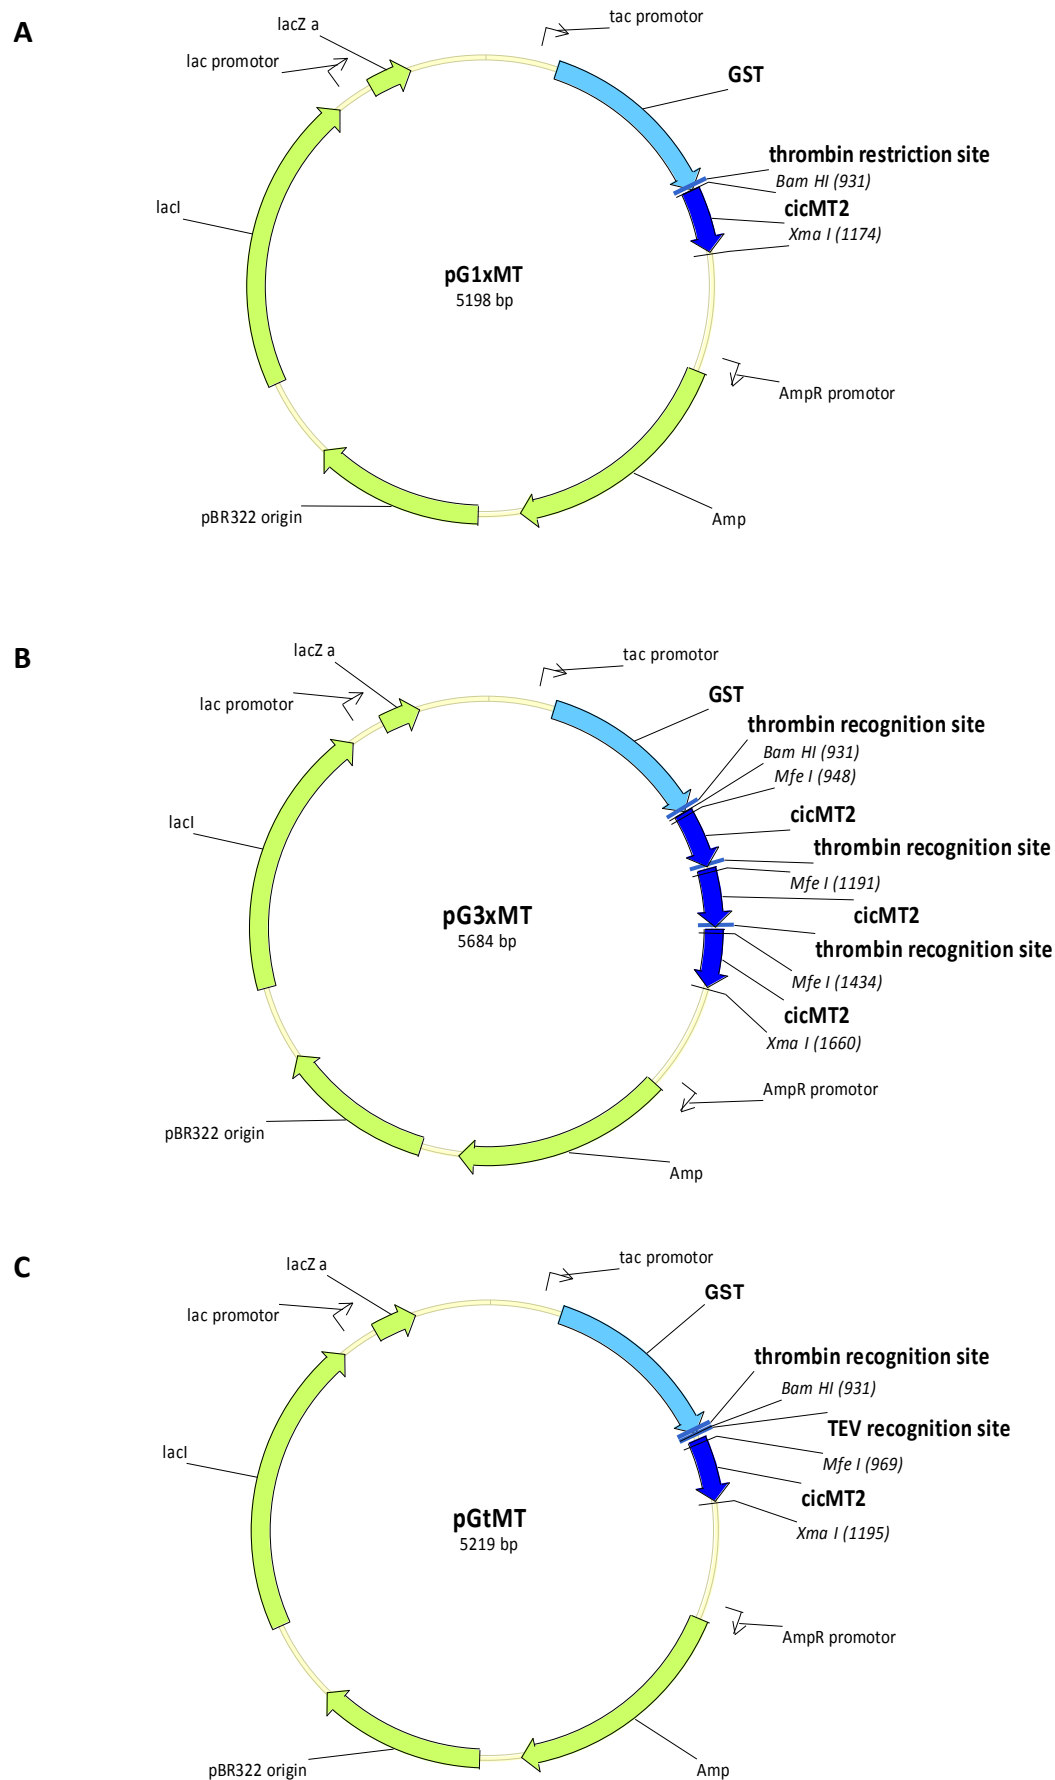 A
tac promotor
lacZ a
lac promotor
GST
thrombin restriction site
Bam HI (931)
cicMT2
lacI
Xma I (1174)
pG1xMT
5198 bp
AmpR promotor
pBR322 origin
Amp
B
lacZ a
tac promotor
lac promotor
GST
thrombin recognition site
Bam HI (931)
Mfe I (948)
cicMT2
lacI
thrombin recognition site
Mfe I (1191)
pG3xMT
cicMT2
5684 bp
thrombin recognition site
Mfe I (1434)
cicMT2
Xma I (1660)
AmpR promotor
pBR322 origin
Amp
C
tac promotor
lacZ a
GST
lac promotor
thrombin recognition site
Bam HI (931)
TEV recognition site
lacI
Mfe I (969)
cicMT2
pGtMT
Xma I (1195)
5219 bp
AmpR promotor
pBR322 origin
Amp